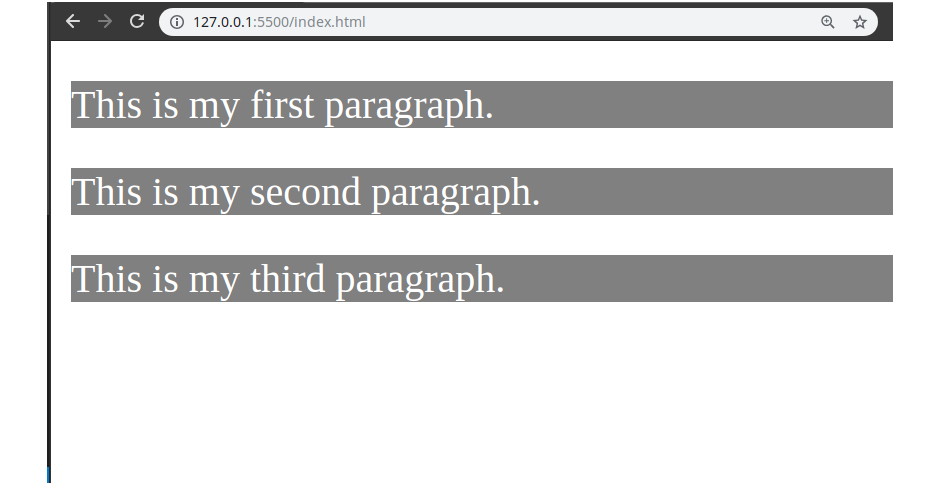 127.0.0.1:5500/index.html
This is my first paragraph.
This is my second paragraph.
This is my third paragraph.